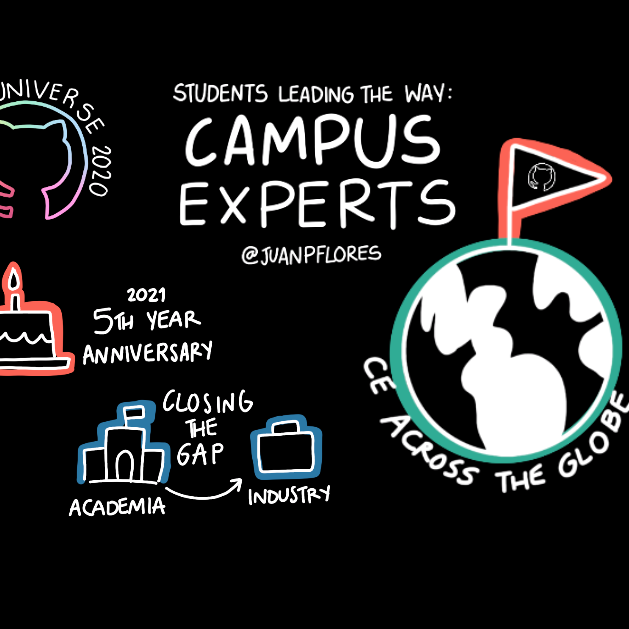 UNIVERSE 2020
STUDENTS LEADING THE WAY:
CAMPUS
EXPERTS
@JUANPFLORES
2021
5TH YEAR
ANNIVERSARY
CLOSING
THE
GAP
ACADEMIA
INDUSTRY
CE ACROSS THE GLOBE